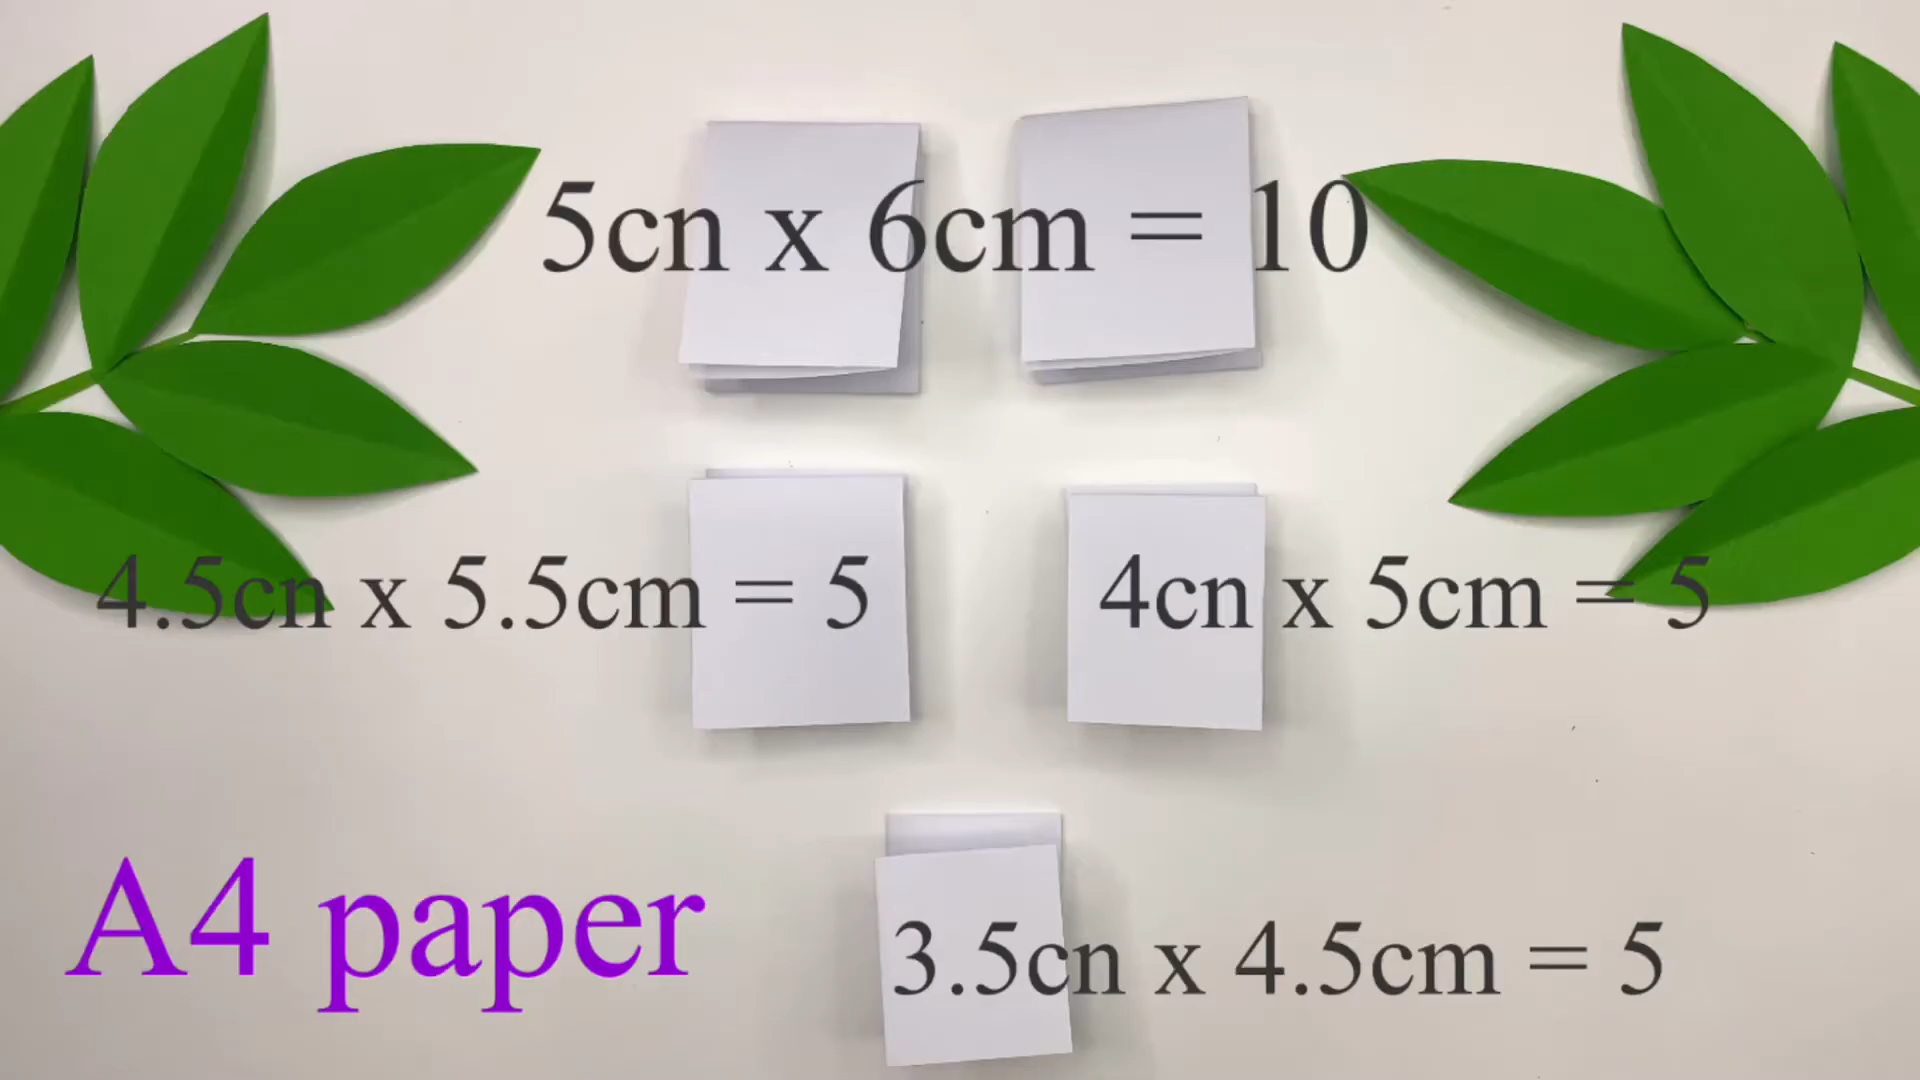 5cn x 6cm = 10
4.5cn x 5.5cm = 5
4cn x 5cm = 5
A4 paper
3.5cn x 4.5cm = 5